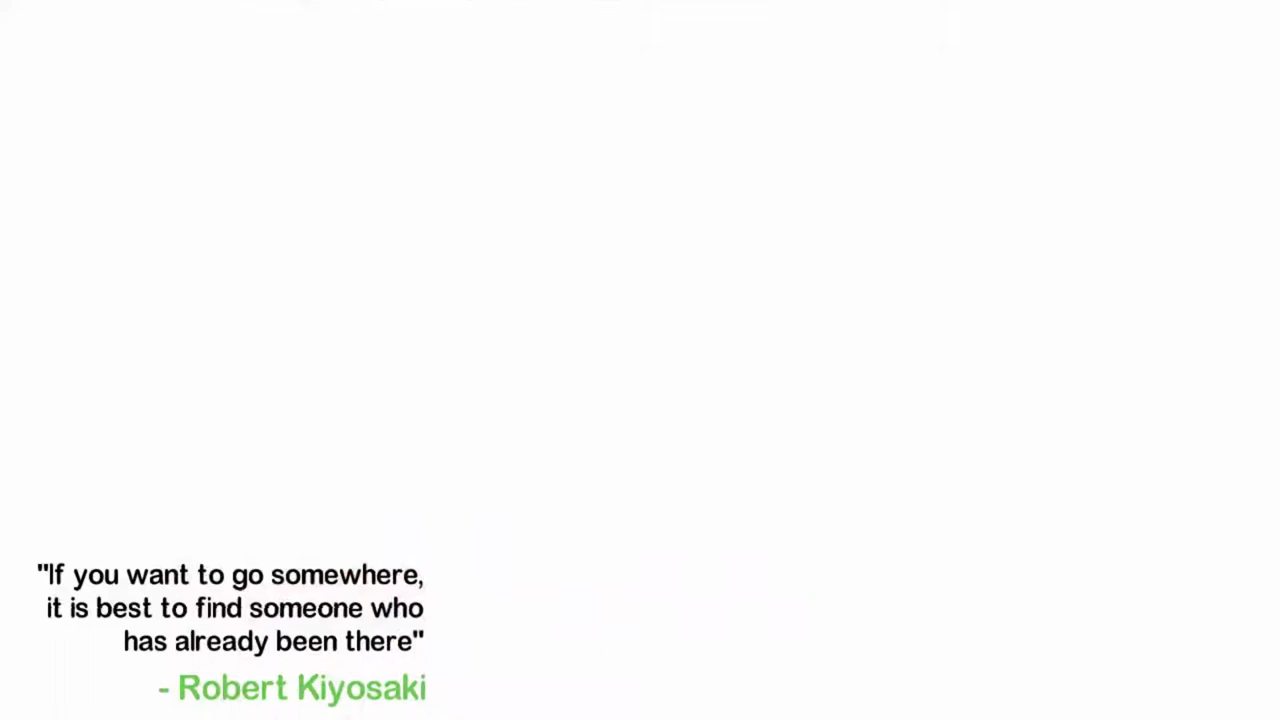 "If you want to go somewhere,
it is best to find someone who
has already been there"
- Robert Kiyosaki